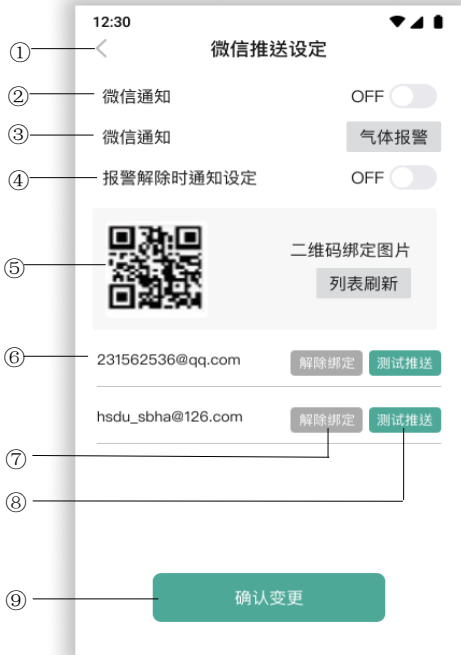 12:30
① 微信推送设定
② 微信通知 OFF
③ 微信通知 气体报警
④ 报警解除时通知设定 OFF
⑤ 二维码绑定图片
列表刷新
⑥ 231562536@qq.com 解除绑定 测试推送
hsdu_sbha@126.com 解除绑定 测试推送
⑦
⑧
⑨ 确认变更